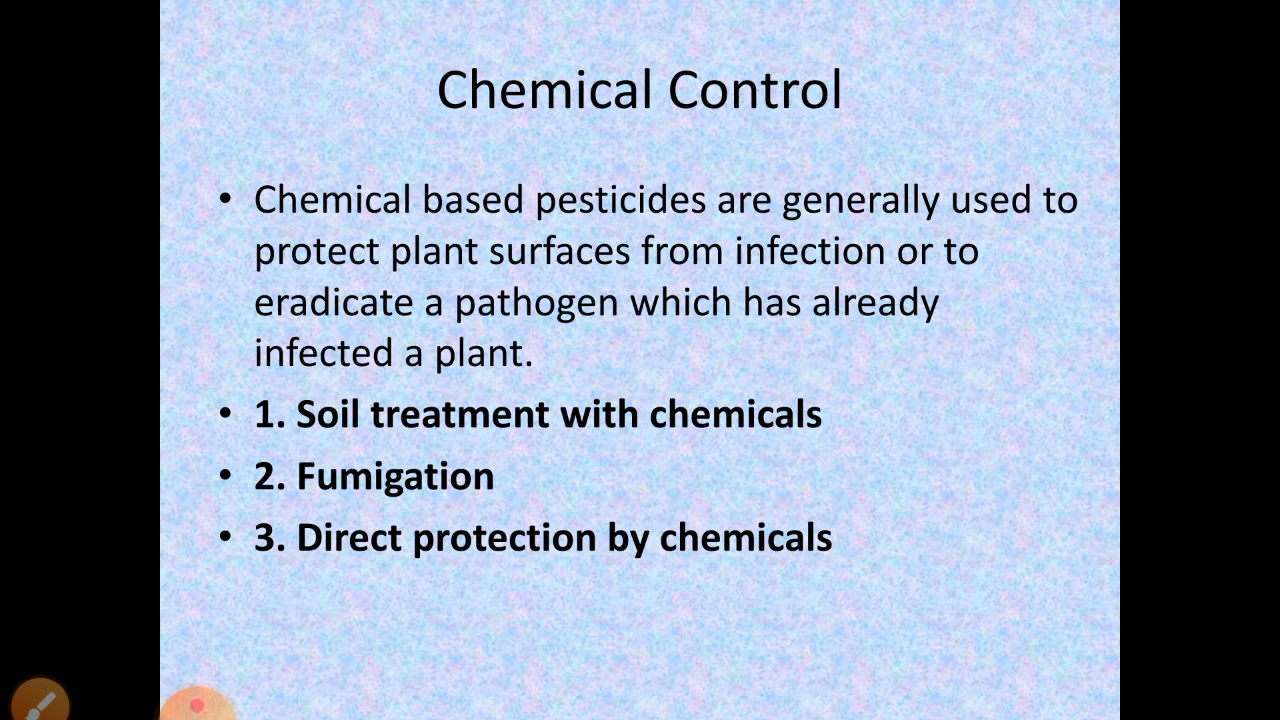 Chemical Control
• Chemical based pesticides are generally used to
protect plant surfaces from infection or to
eradicate a pathogen which has already
infected a plant.
• 1. Soil treatment with chemicals
• 2. Fumigation
• 3. Direct protection by chemicals